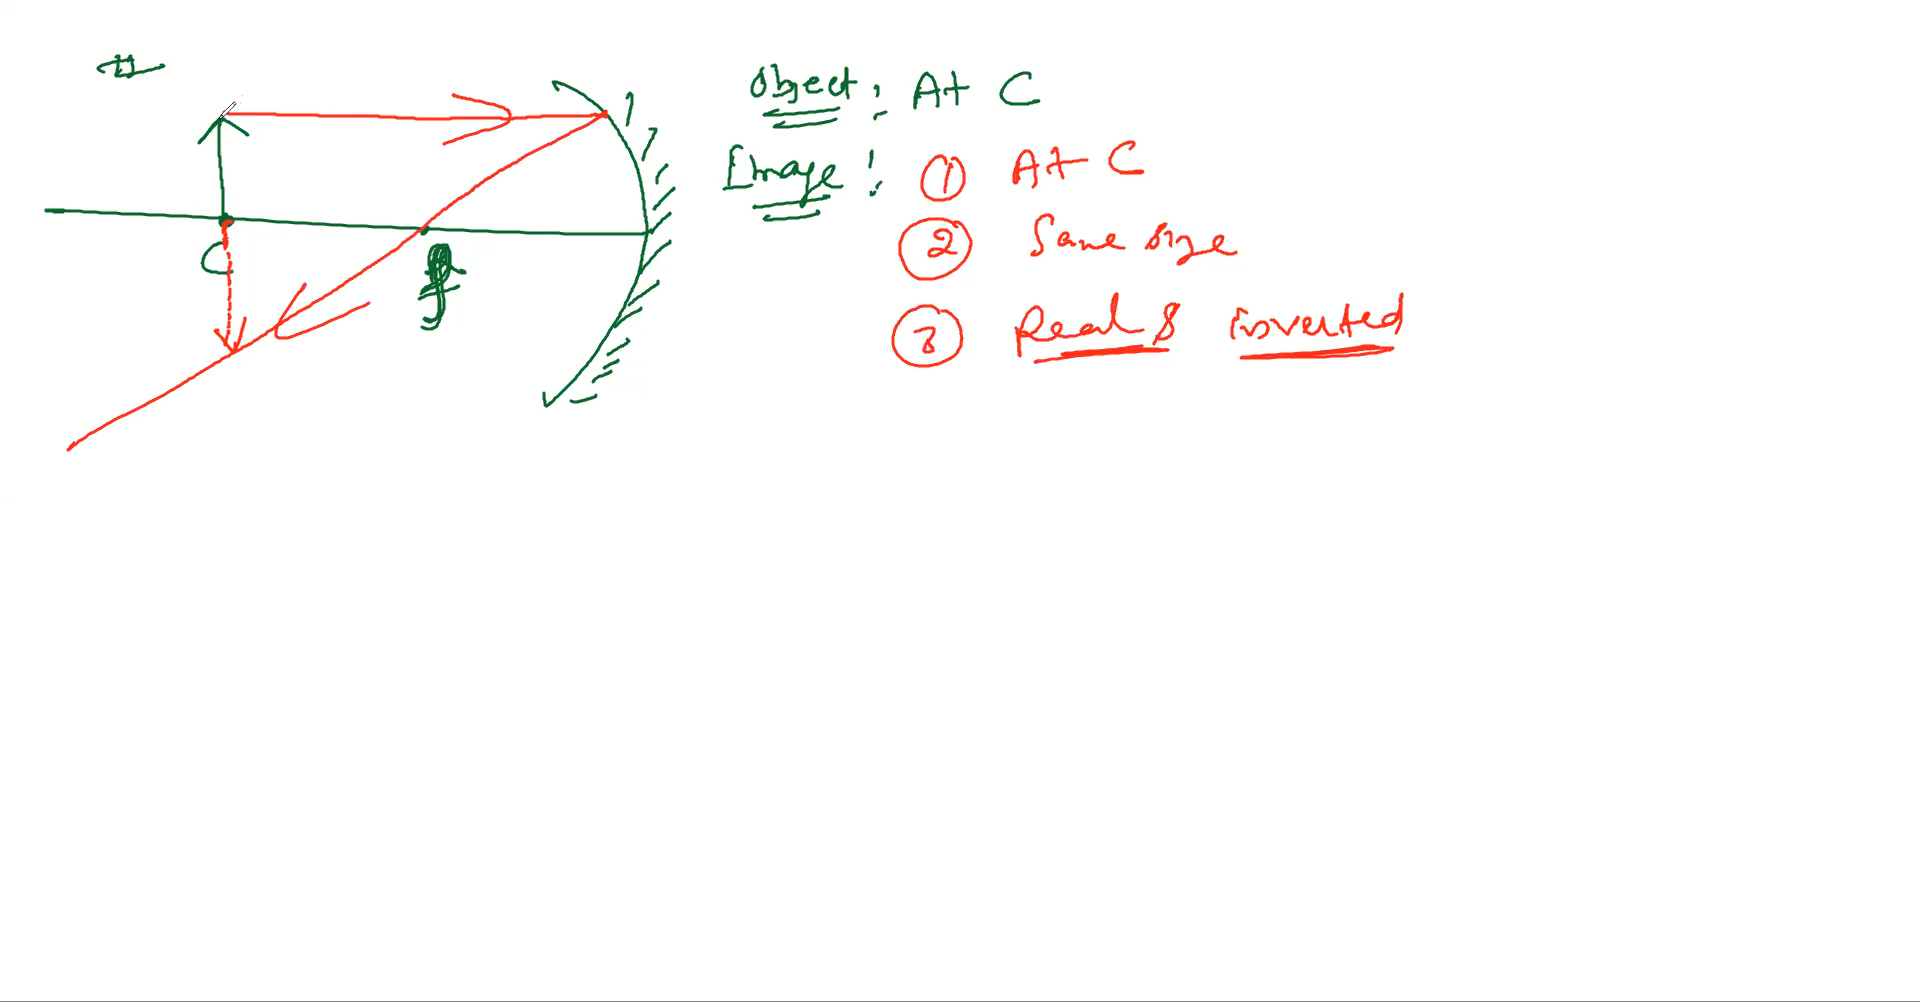 #
Object : At C
Image : ① At C
② Same size
③ Real & inverted
C
f